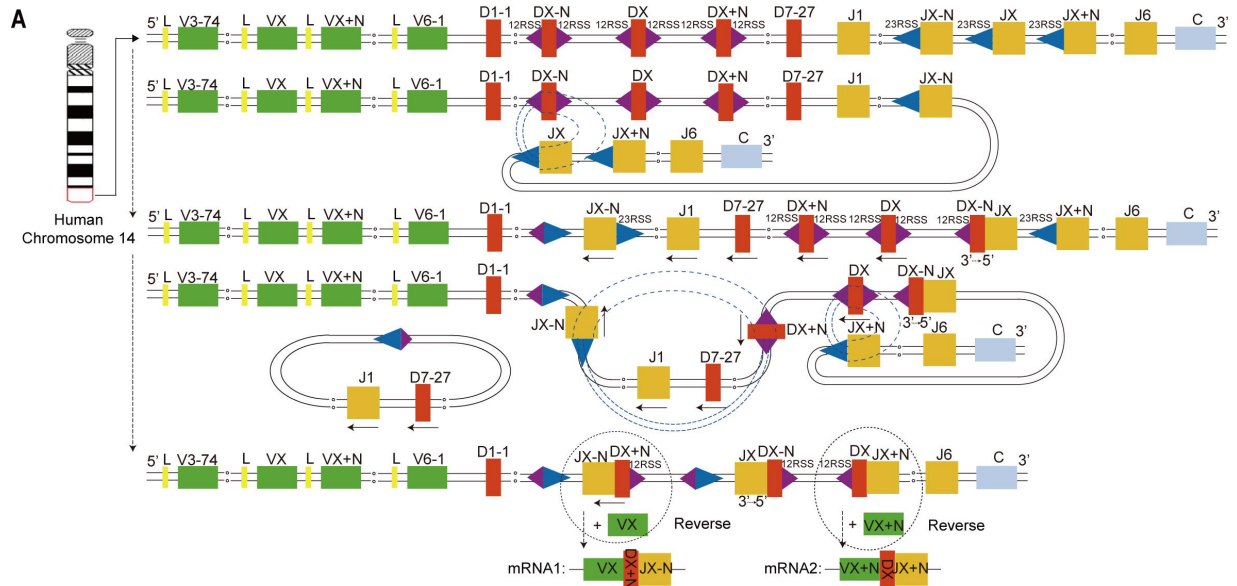 A
5' L V3-74 L VX L VX+N L V6-1 D1-1 DX-N DX DX+N D7-27 J1 JX-N JX JX+N J6 C 3'
12RSS 12RSS 12RSS 12RSS 12RSS 23RSS 23RSS 23RSS
5' L V3-74 L VX L VX+N L V6-1 D1-1 DX-N DX DX+N D7-27 J1 JX-N
JX JX+N J6 C 3'
Human
Chromosome 14
5' L V3-74 L VX L VX+N L V6-1 D1-1 JX-N 23RSS J1 D7-27 DX+N DX DX-N JX JX+N J6 C 3'
12RSS 12RSS 12RSS 12RSS 12RSS 23RSS
3'→5'
5' L V3-74 L VX L VX+N L V6-1 D1-1 DX DX-N JX
JX-N DX+N 3'→5'
JX+N J6 C 3'
J1 D7-27
J1 D7-27
5' L V3-74 L VX L VX+N L V6-1 D1-1 JX-N DX+N JX DX-N DX JX+N J6 C 3'
12RSS 12RSS 12RSS
3'→5'
+ VX Reverse + VX+N Reverse
mRNA1: VX DX+N JX-N mRNA2: VX+N DX JX+N